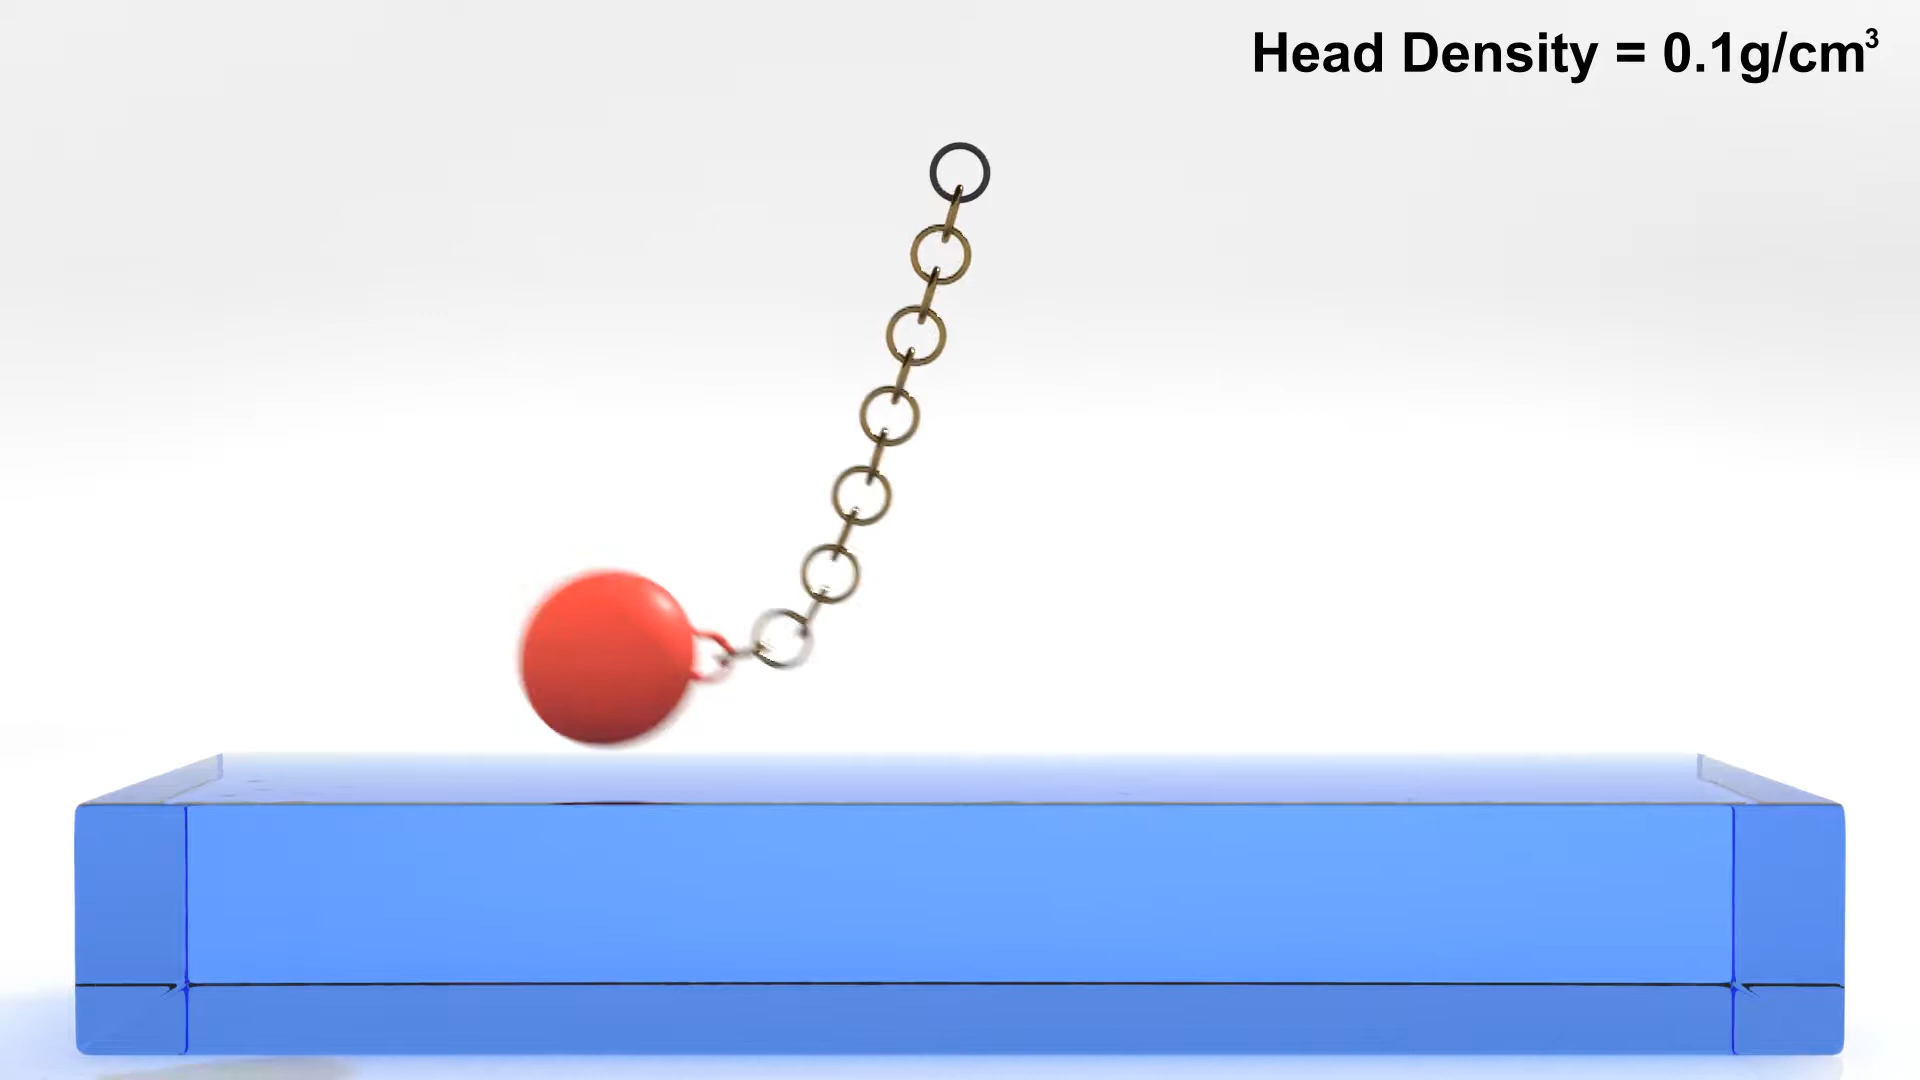 Head Density = 0.1g/cm³